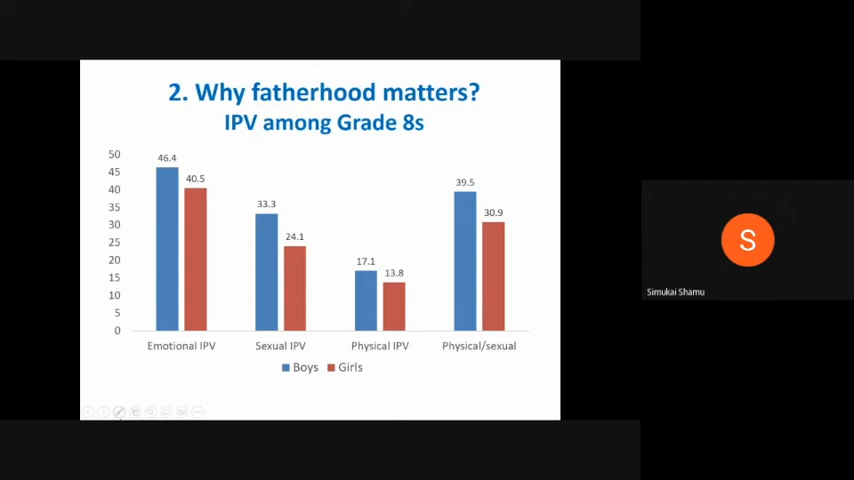 2. Why fatherhood matters?
IPV among Grade 8s
50
45
40
35
30
25
20
15
10
5
0
46.4
40.5
33.3
24.1
17.1
13.8
39.5
30.9
Emotional IPV
Sexual IPV
Physical IPV
Physical/sexual
Boys
Girls
S
Simukai Shamu